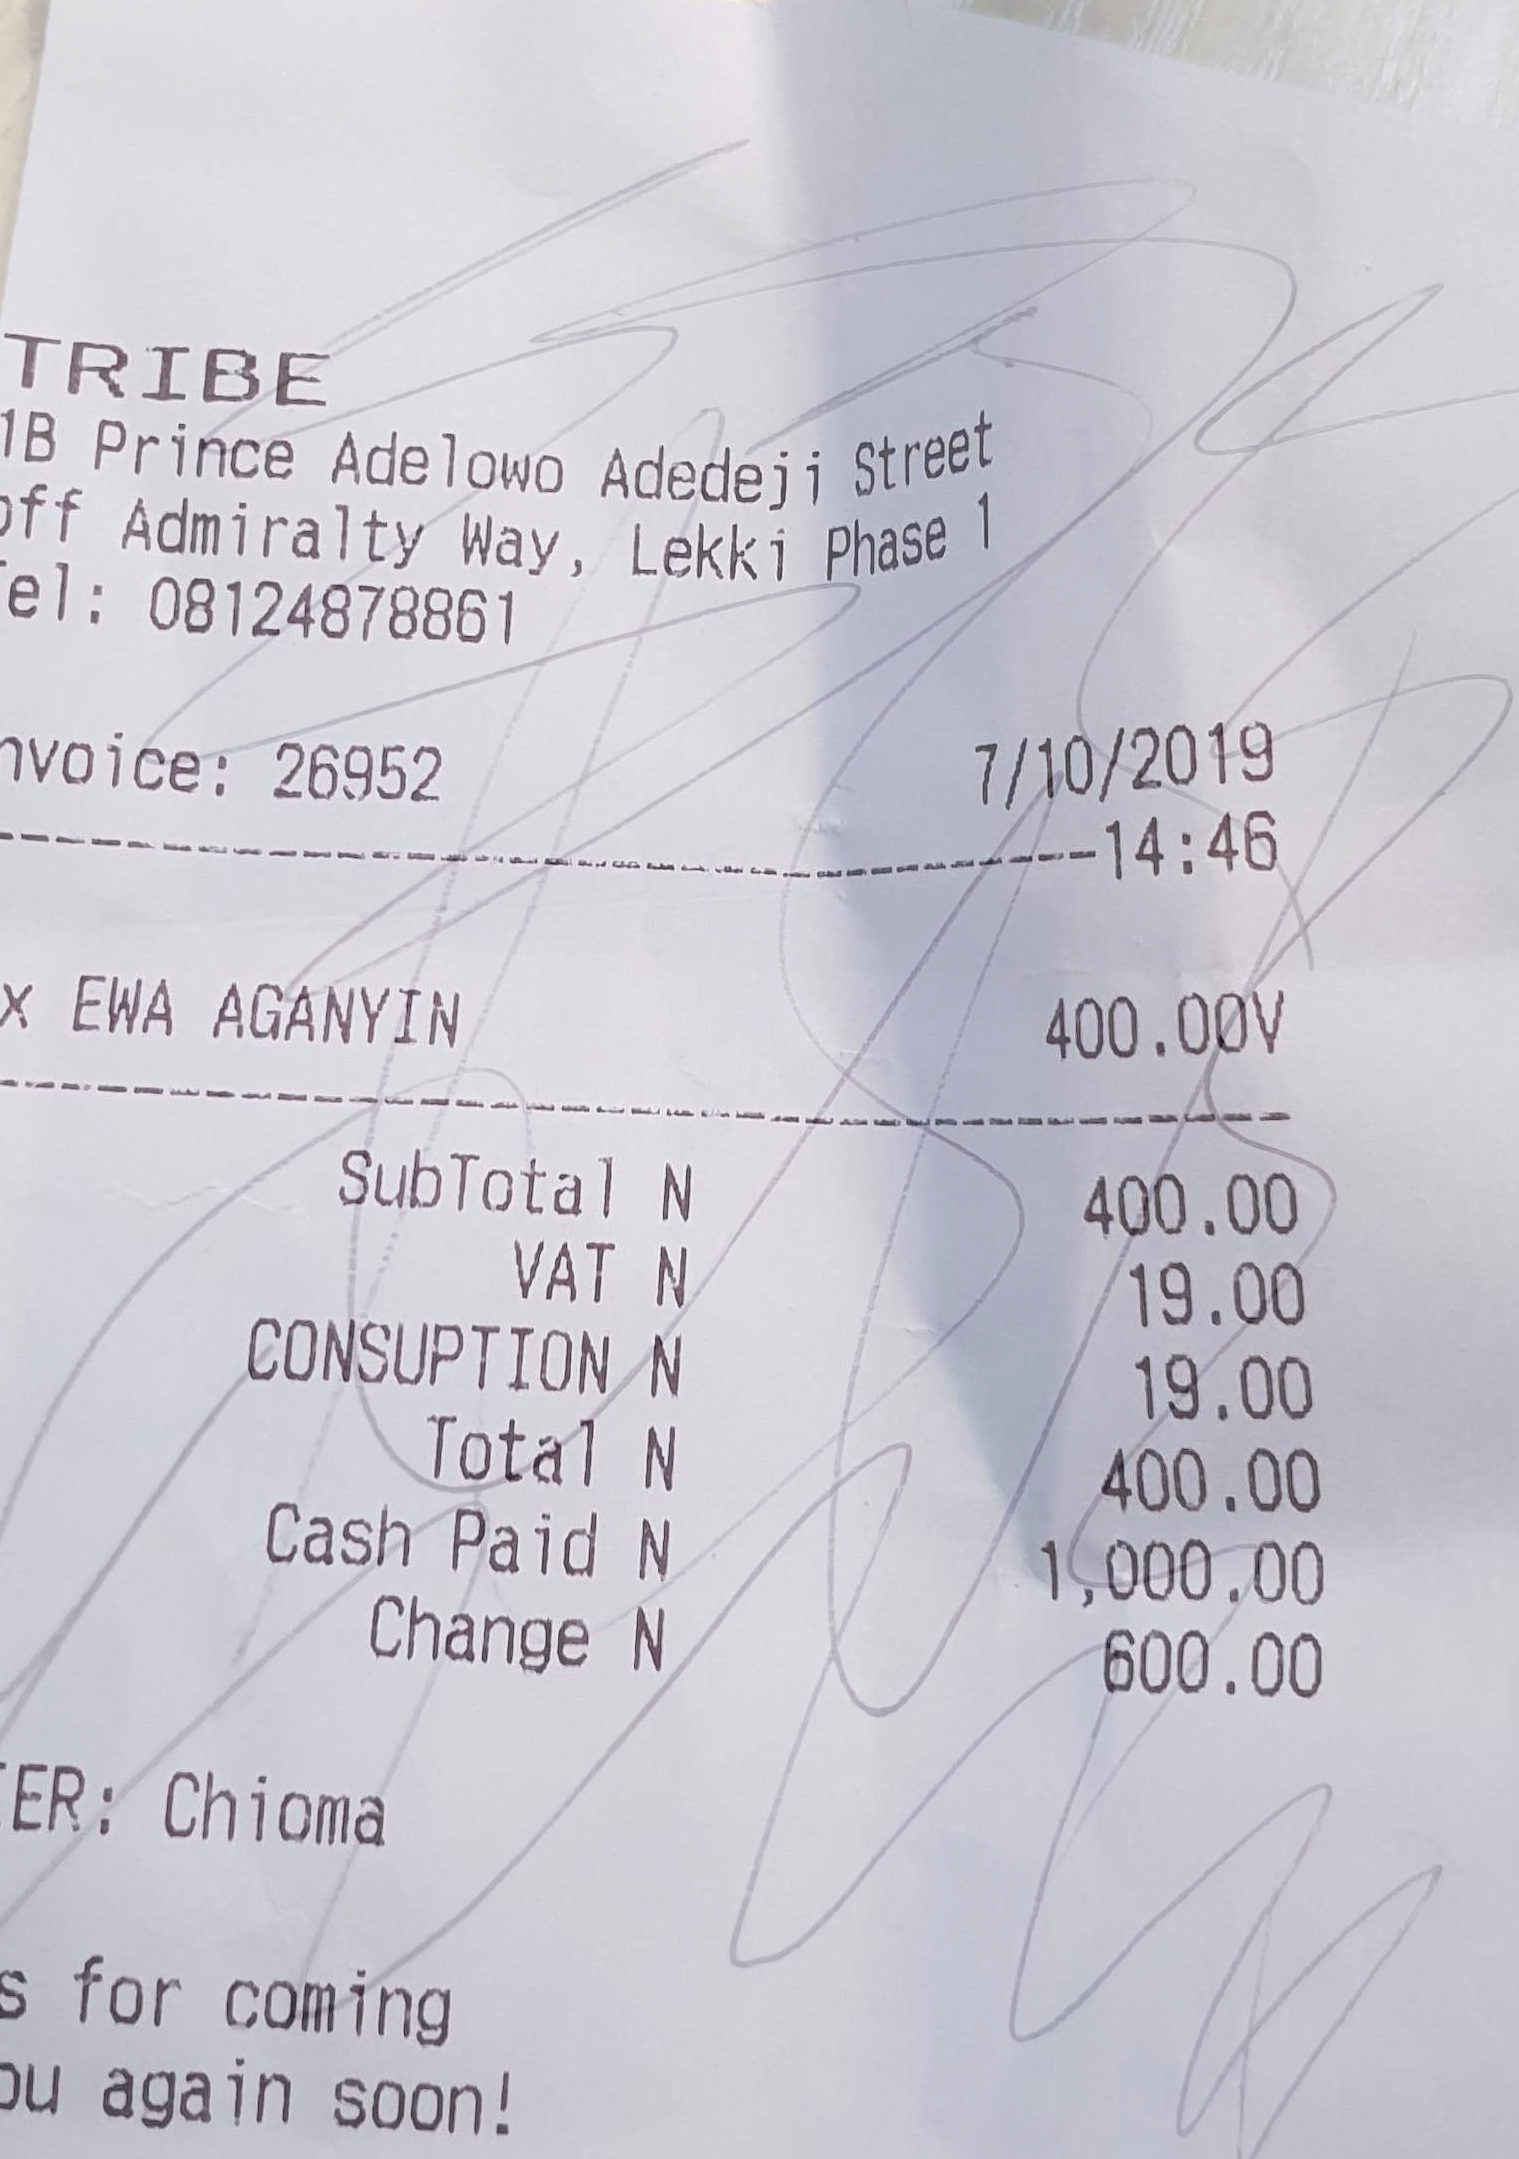 TRIBE
1B Prince Adelowo Adedeji Street
off Admiralty Way, Lekki Phase 1
Tel: 08124878861
nvoice: 26952 7/10/2019
14:46
x EWA AGANYIN 400.00V
SubTotal N 400.00
VAT N 19.00
CONSUPTION N 19.00
Total N 400.00
Cash Paid N 1,000.00
Change N 600.00
ER: Chioma
s for coming
ou again soon!